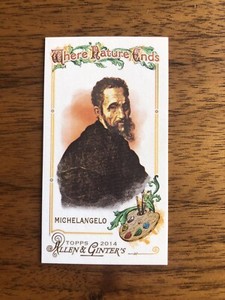 Where Nature Ends
MICHELANGELO
TOPPS 2014
ALLEN & GINTER'S